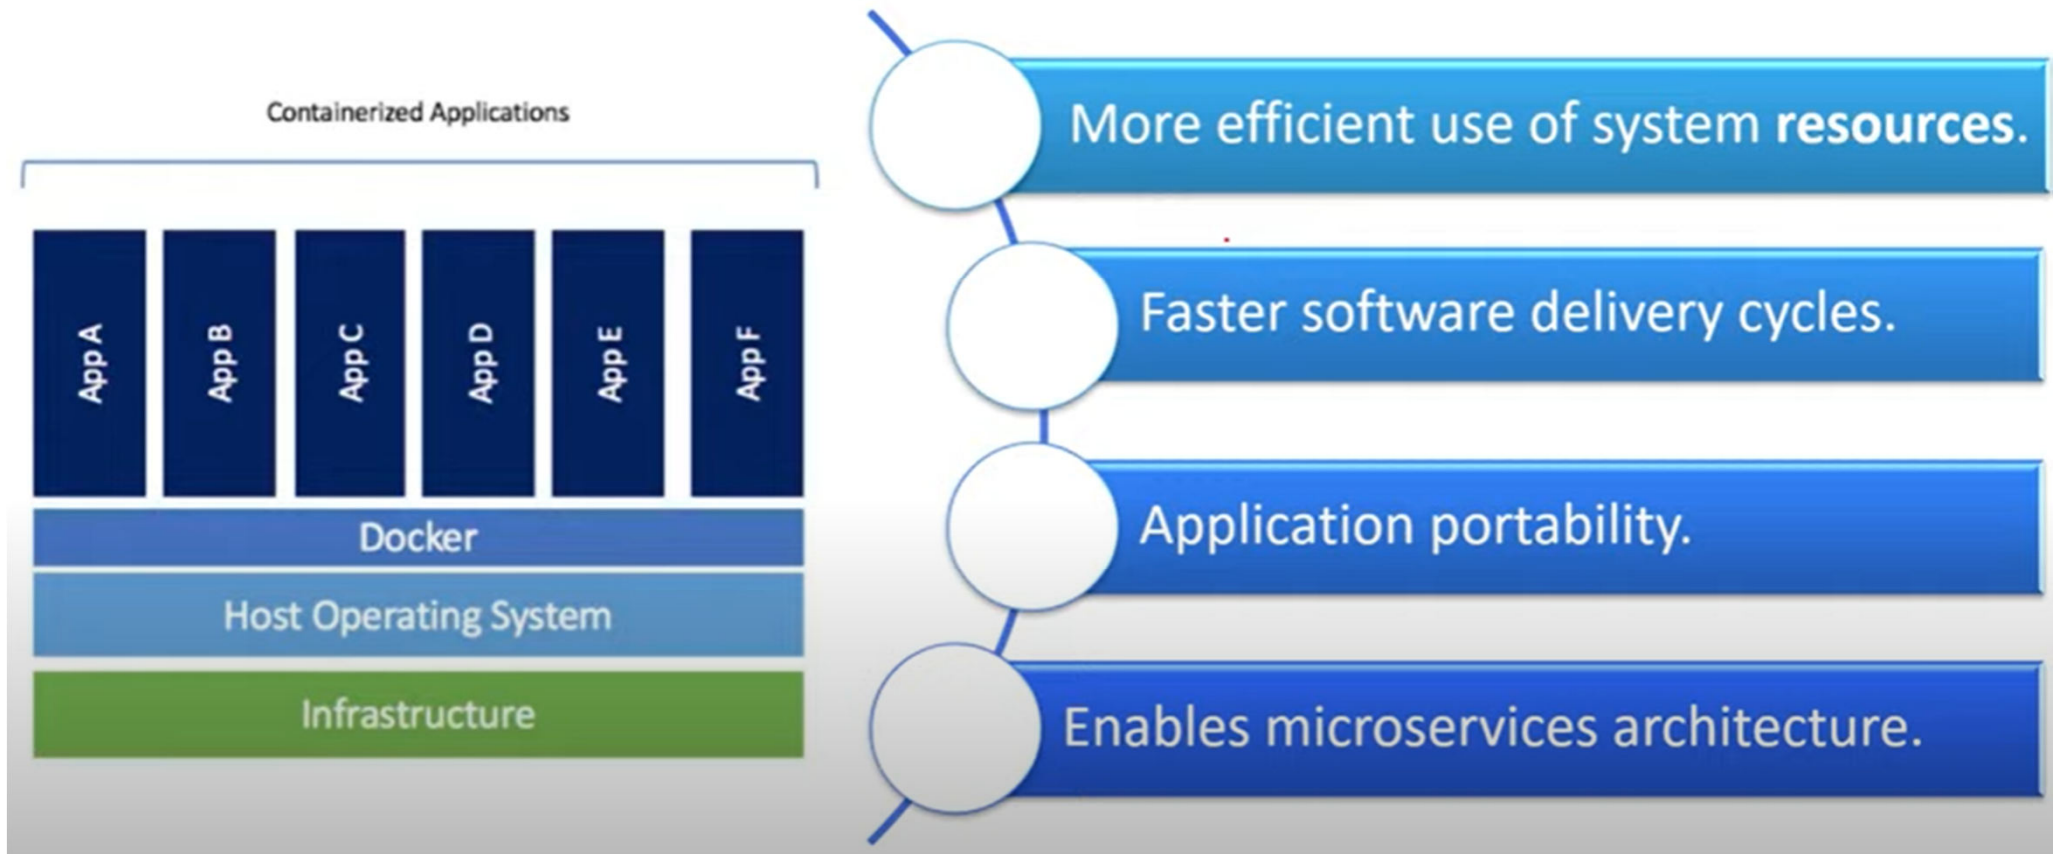 Containerized Applications
App A
App B
App C
App D
App E
App F
Docker
Host Operating System
Infrastructure
More efficient use of system resources.
Faster software delivery cycles.
Application portability.
Enables microservices architecture.